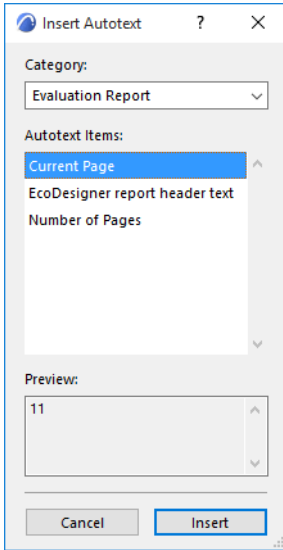 Insert Autotext ?
Category:
Evaluation Report
Autotext Items:
Current Page
EcoDesigner report header text
Number of Pages
Preview:
11
Cancel Insert